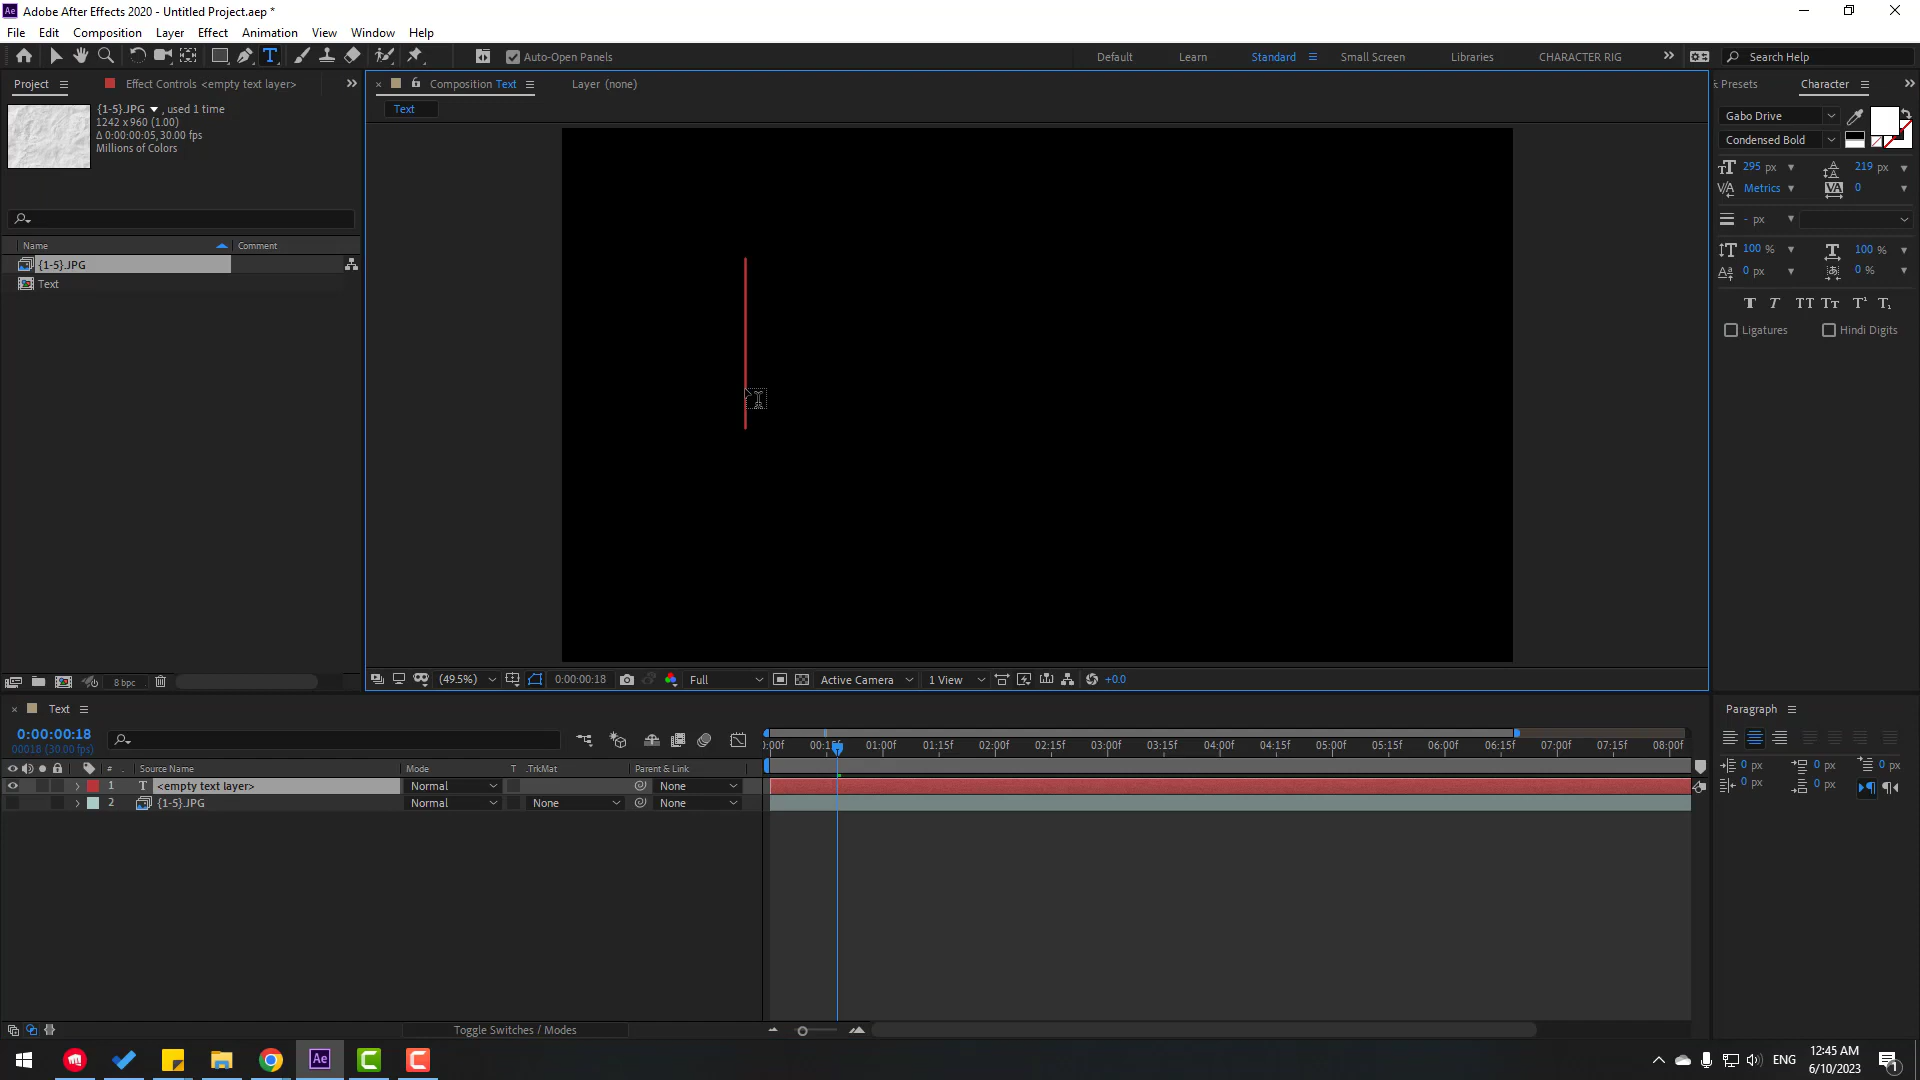 Adobe After Effects 2020 - Untitled Project.aep *
File Edit Composition Layer Effect Animation View Window Help
Auto-Open Panels Default Learn Standard Small Screen Libraries CHARACTER RIG Search Help
Project Effect Controls <empty text layer>
{1-5}.JPG , used 1 time
1242 x 960 (1.00)
Δ 0:00:00:05, 30.00 fps
Millions of Colors
Name Comment
{1-5}.JPG
Text
8 bpc
Composition Text Layer (none)
Text
(49.5%) 0:00:00:18 Full Active Camera 1 View +0.0
Presets Character
Gabo Drive
Condensed Bold
295 px 219 px
Metrics 0
- px
100 % 100 %
0 px 0 %
Ligatures Hindi Digits
Paragraph
0 px 0 px 0 px
0 px 0 px
Text
0:00:00:18
00018 (30.00 fps)
:00f 00:15f 01:00f 01:15f 02:00f 02:15f 03:00f 03:15f 04:00f 04:15f 05:00f 05:15f 06:00f 06:15f 07:00f 07:15f 08:00f
# Source Name Mode T .TrkMat Parent & Link
1 T <empty text layer> Normal None
2 {1-5}.JPG Normal None None
Toggle Switches / Modes
Ae
ENG
12:45 AM
6/10/2023
1